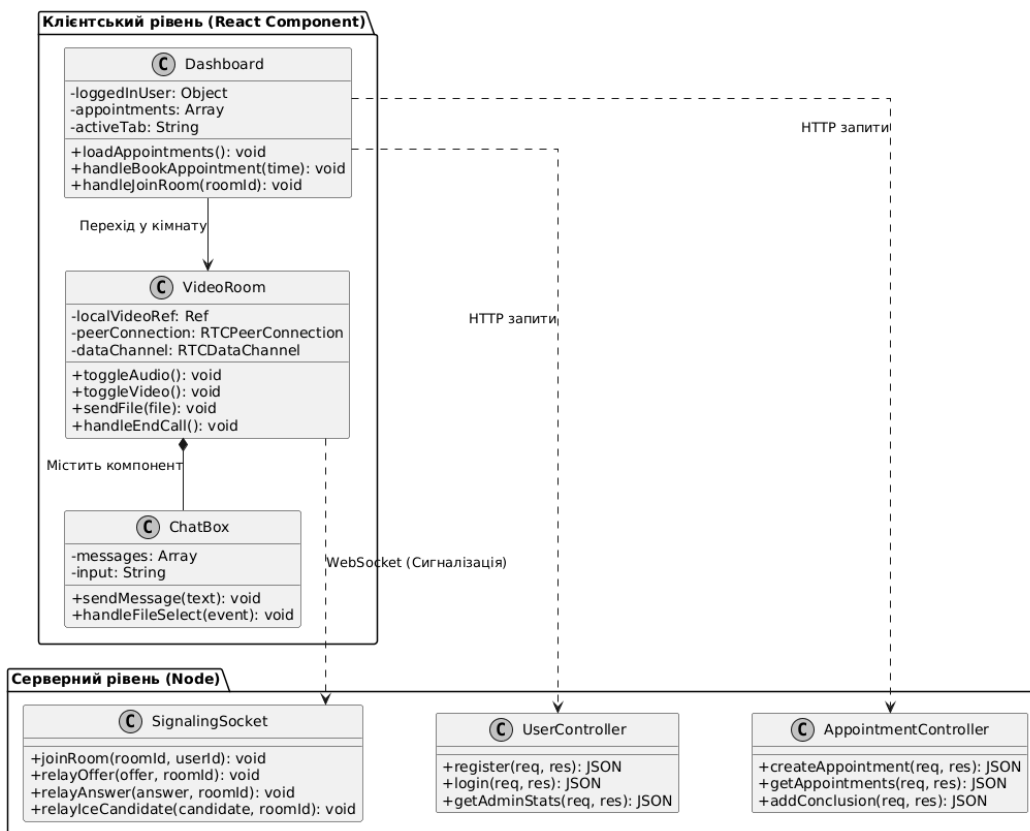 Клієнтський рівень (React Component)
C Dashboard
-loggedInUser: Object
-appointments: Array
-activeTab: String
+loadAppointments(): void
+handleBookAppointment(time): void
+handleJoinRoom(roomId): void
HTTP запити
Перехід у кімнату
C VideoRoom
-localVideoRef: Ref
-peerConnection: RTCPeerConnection
-dataChannel: RTCDataChannel
+toggleAudio(): void
+toggleVideo(): void
+sendFile(file): void
+handleEndCall(): void
HTTP запити
Містить компонент
C ChatBox
-messages: Array
-input: String
+sendMessage(text): void
+handleFileSelect(event): void
WebSocket (Сигналізація)
Серверний рівень (Node)
C SignalingSocket
+joinRoom(roomId, userId): void
+relayOffer(offer, roomId): void
+relayAnswer(answer, roomId): void
+relayIceCandidate(candidate, roomId): void
C UserController
+register(req, res): JSON
+login(req, res): JSON
+getAdminStats(req, res): JSON
C AppointmentController
+createAppointment(req, res): JSON
+getAppointments(req, res): JSON
+addConclusion(req, res): JSON